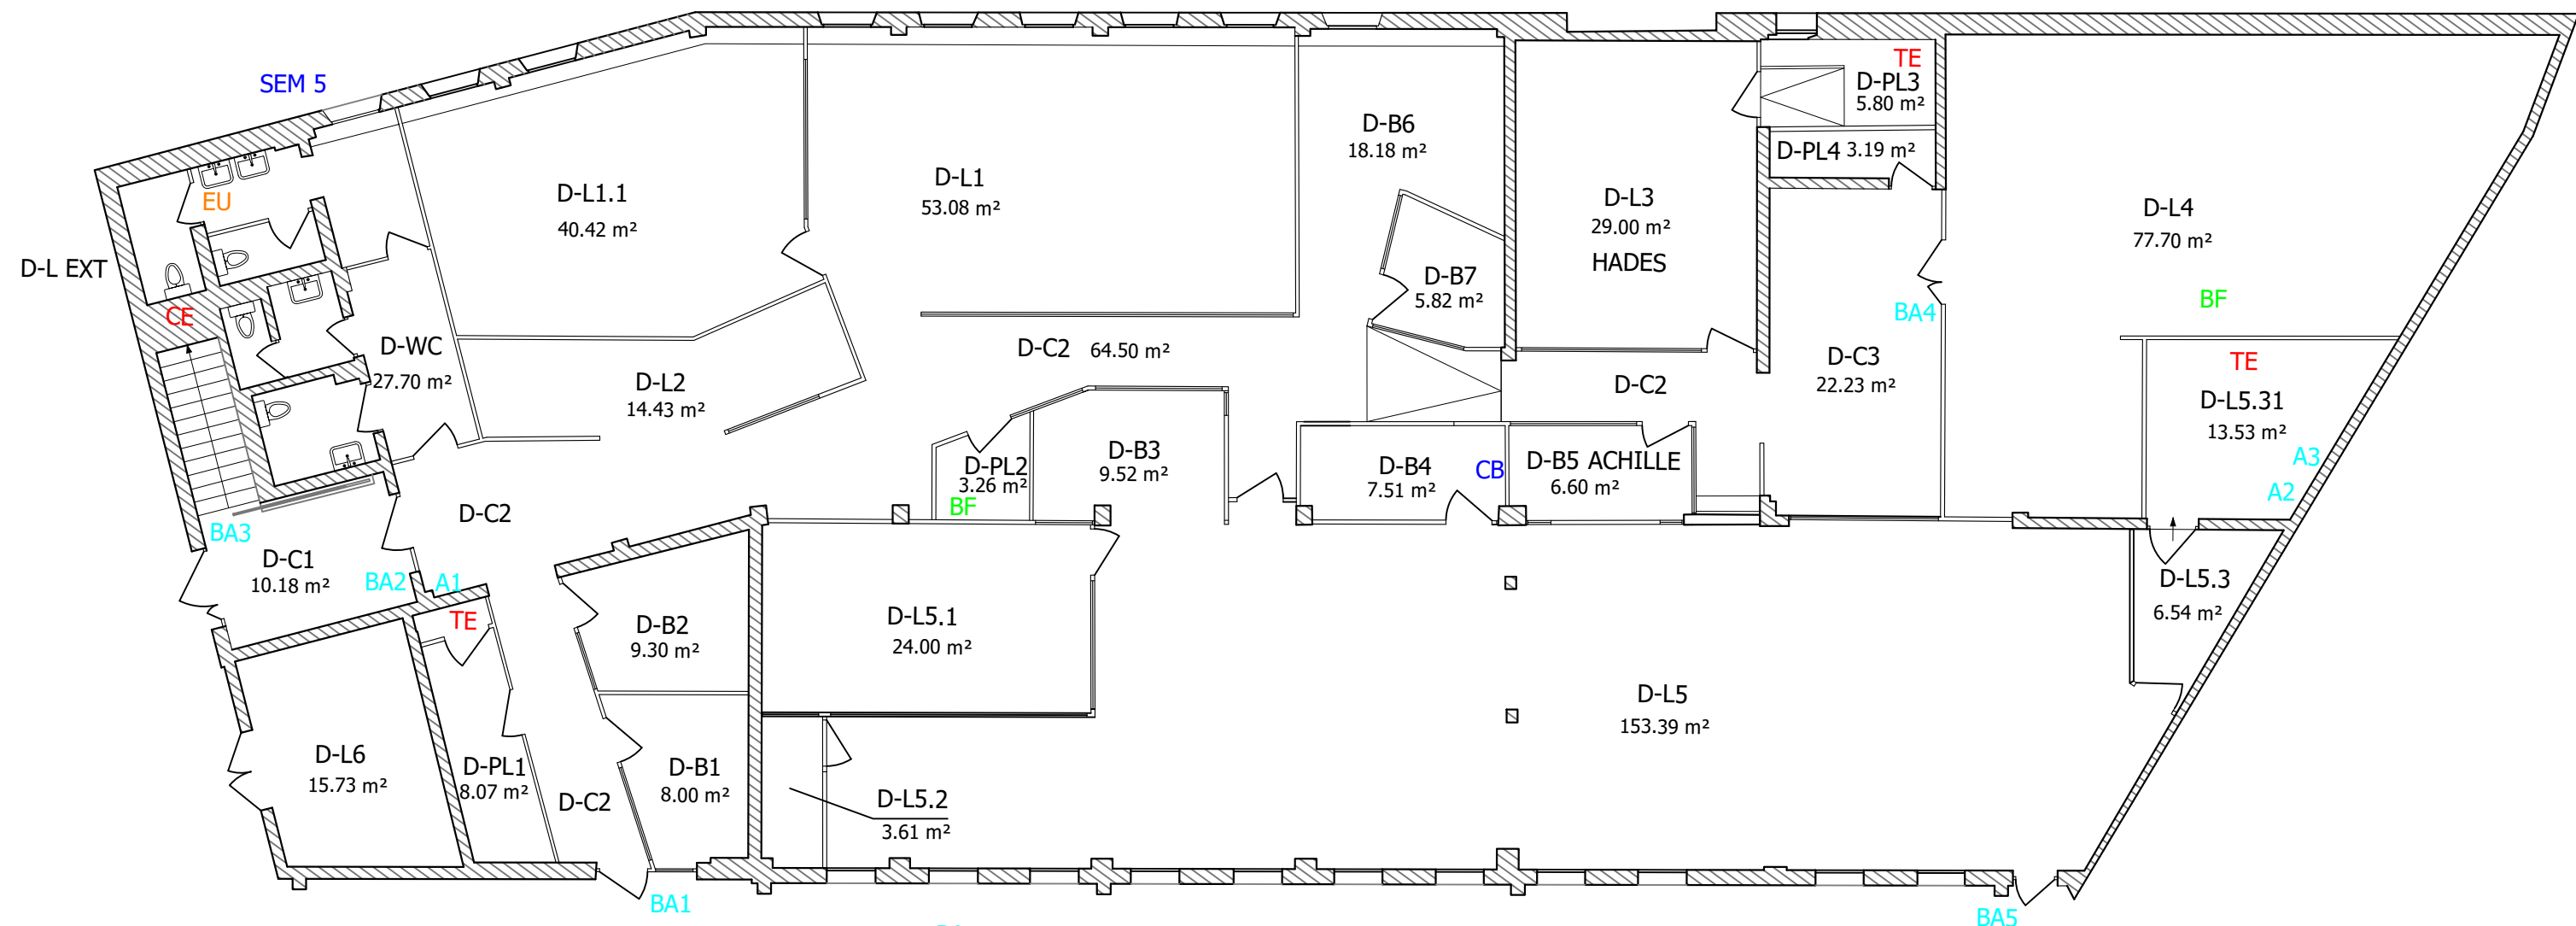 SEM 5
TE
D-PL3
5.80 m²
D-B6
18.18 m²
D-PL4 3.19 m²
EU
D-L1.1
40.42 m²
D-L1
53.08 m²
D-L3
29.00 m²
HADES
D-L4
77.70 m²
D-L EXT
D-B7
5.82 m²
BF
BA4
CE
D-WC
27.70 m²
D-C2 64.50 m²
D-L2
14.43 m²
D-C2
D-C3
22.23 m²
TE
D-L5.31
13.53 m²
A3
A2
D-PL2
3.26 m²
BF
D-B3
9.52 m²
D-B4
7.51 m²
CB
D-B5 ACHILLE
6.60 m²
D-C2
BA3
D-C1
10.18 m²
BA2
A1
TE
D-B2
9.30 m²
D-L5.1
24.00 m²
D-L5.3
6.54 m²
D-L5
153.39 m²
D-L6
15.73 m²
D-PL1
8.07 m²
D-C2
D-B1
8.00 m²
D-L5.2
3.61 m²
BA1
BA5